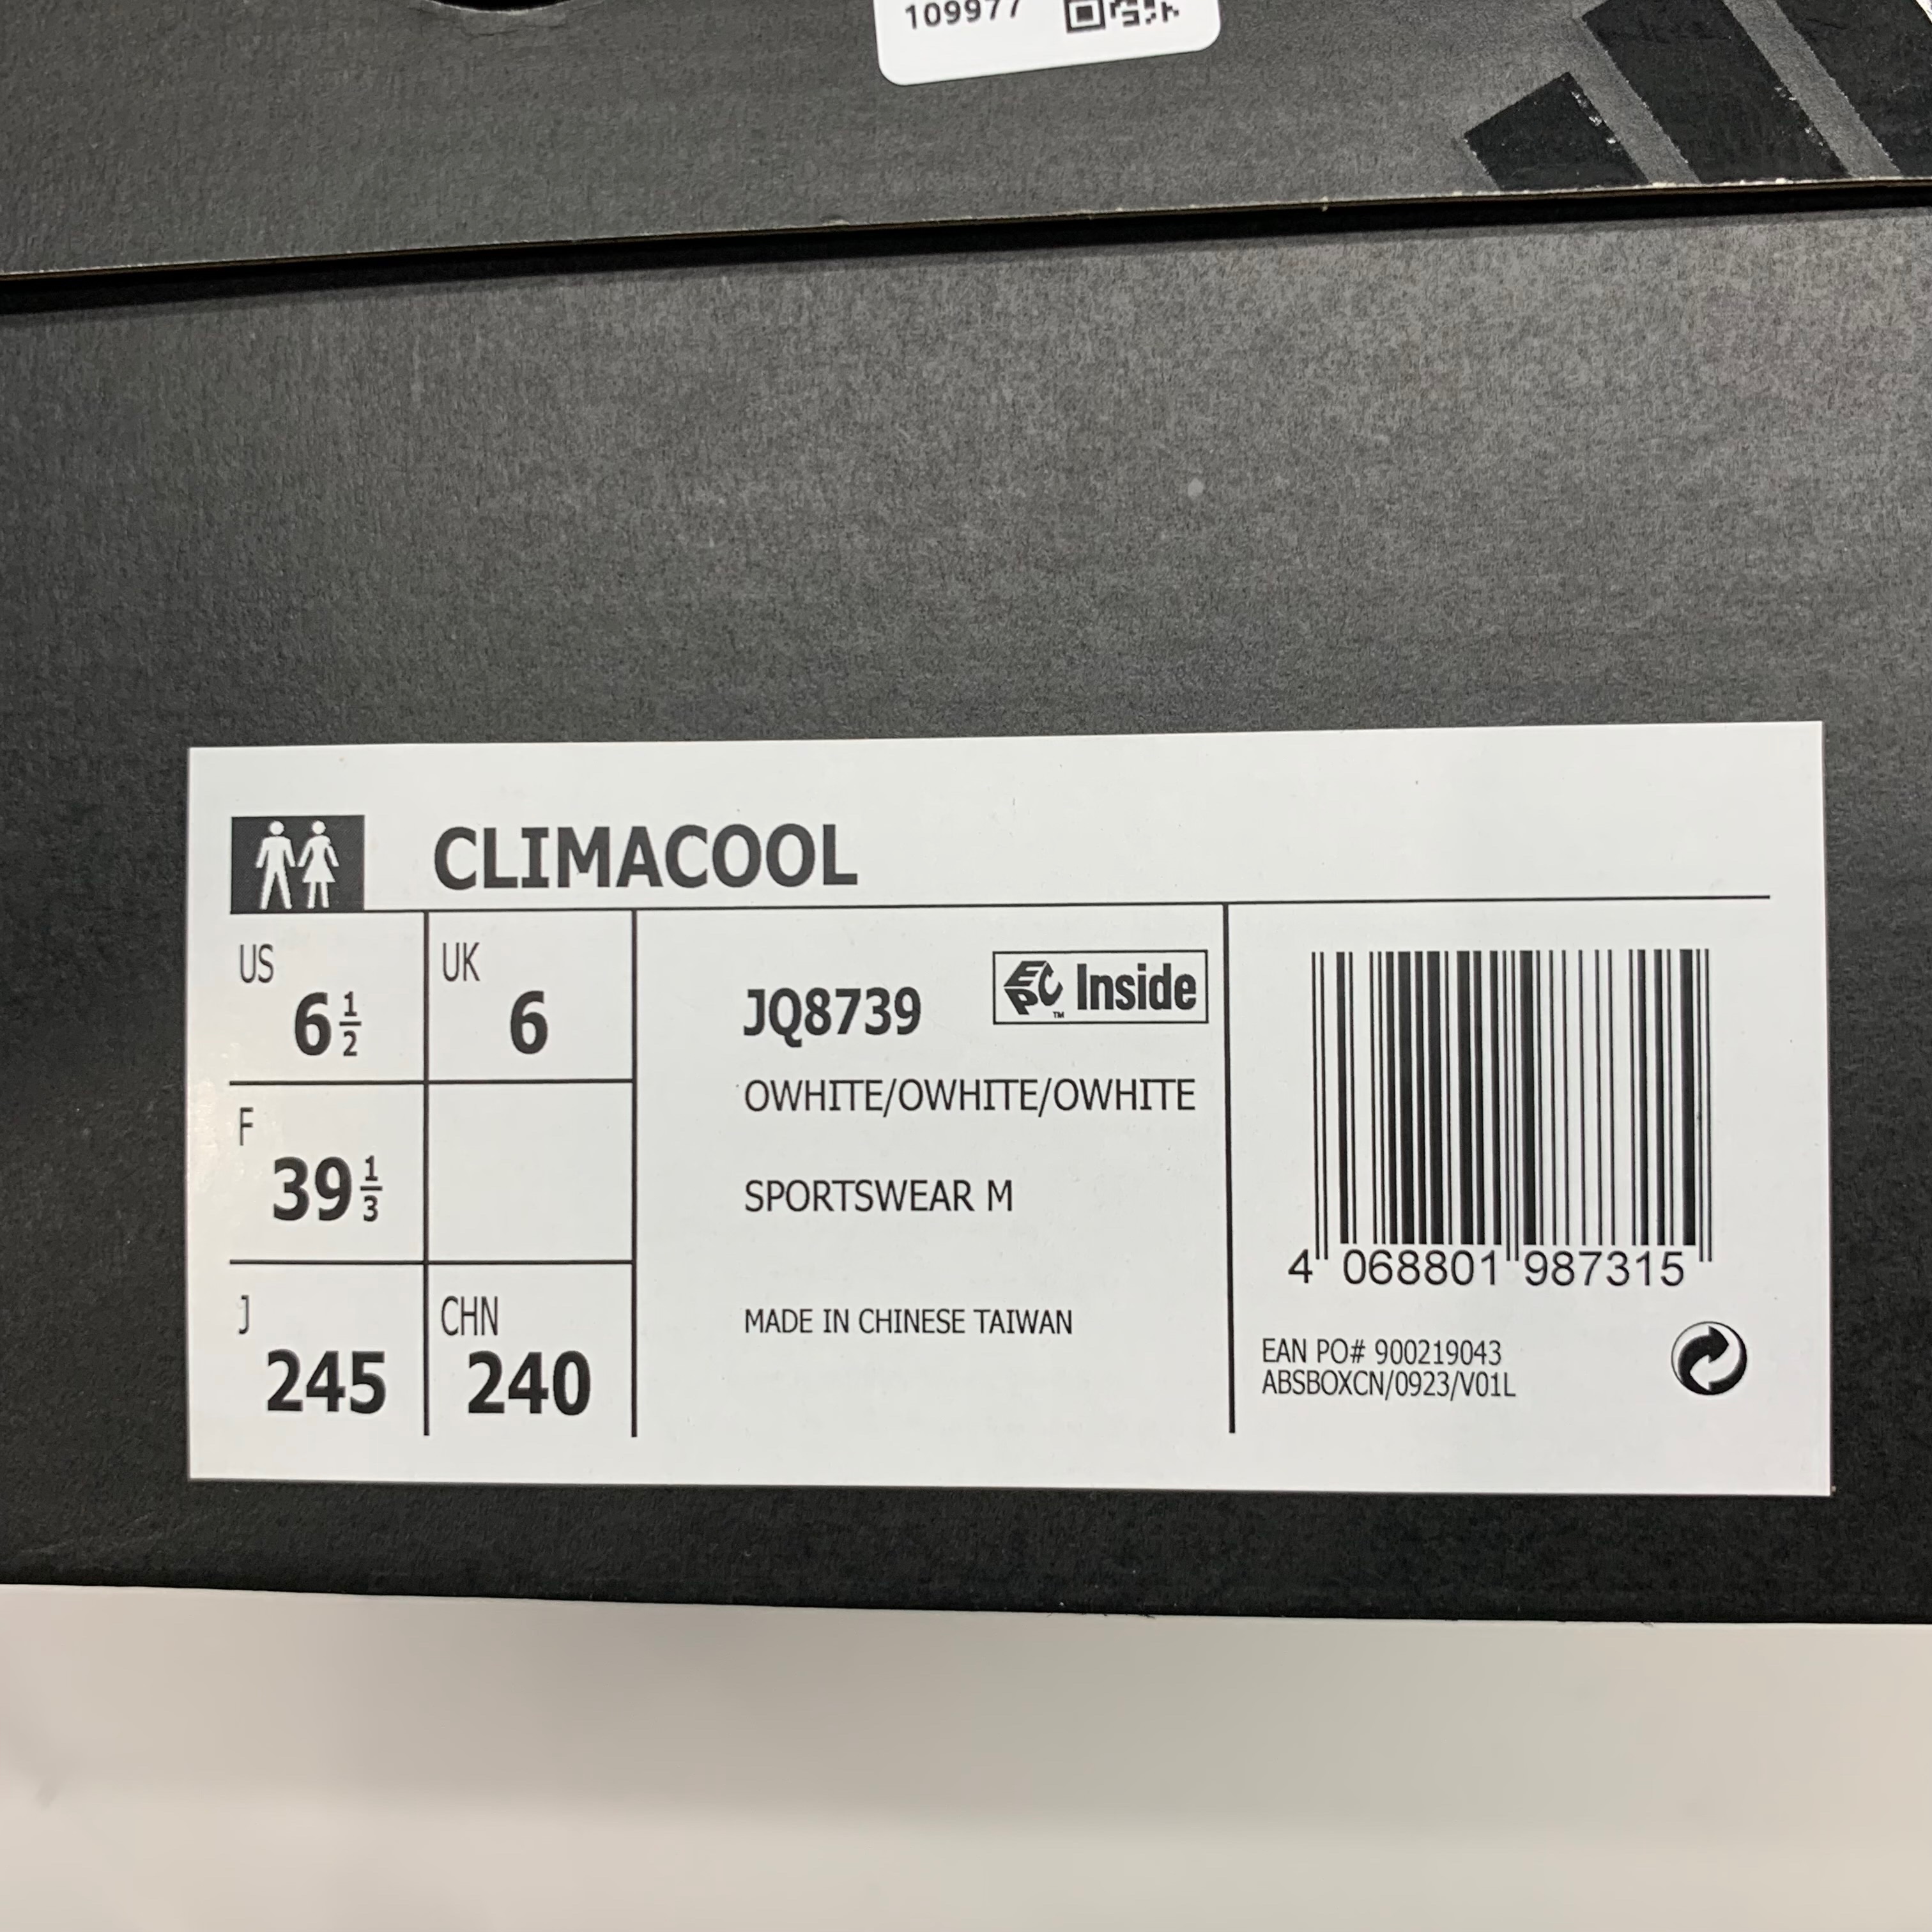 109977
CLIMACOOL
US
6 1/2
UK
6
F
39 1/3
J
245
CHN
240
JQ8739
EPC Inside
™
OWHITE/OWHITE/OWHITE
SPORTSWEAR M
MADE IN CHINESE TAIWAN
4 068801 987315
EAN PO# 900219043
ABSBOXCN/0923/V01L